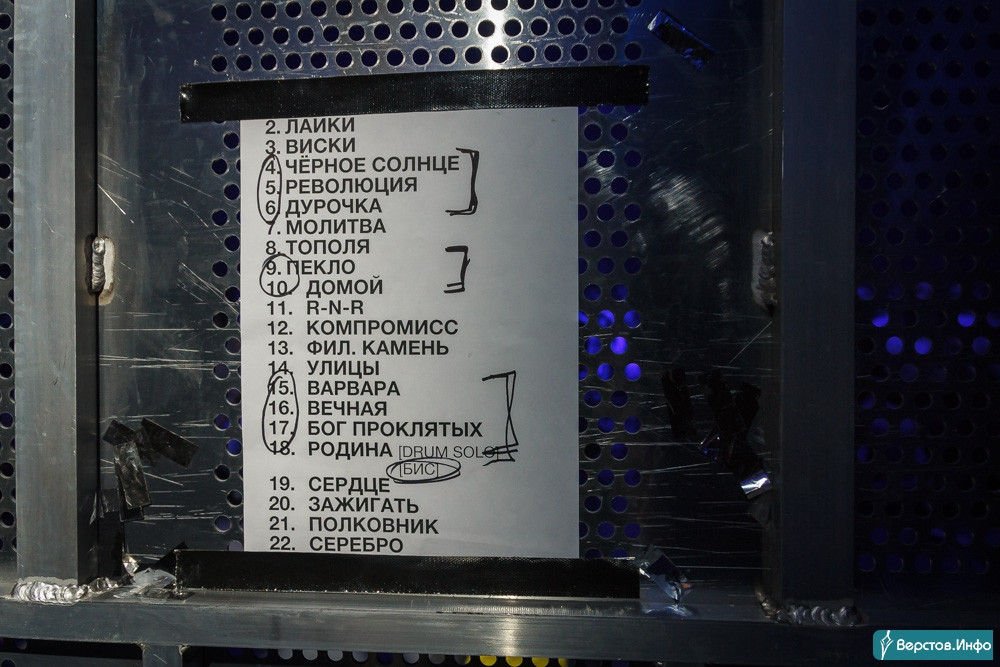 2. ЛАЙКИ
3. ВИСКИ
4. ЧЁРНОЕ СОЛНЦЕ
5. РЕВОЛЮЦИЯ
6. ДУРОЧКА
7. МОЛИТВА
8. ТОПОЛЯ
9. ПЕКЛО
10. ДОМОЙ
11. R-N-R
12. КОМПРОМИСС
13. ФИЛ. КАМЕНЬ
14. УЛИЦЫ
15. ВАРВАРА
16. ВЕЧНАЯ
17. БОГ ПРОКЛЯТЫХ
18. РОДИНА [DRUM SOLO]
[БИС]
19. СЕРДЦЕ
20. ЗАЖИГАТЬ
21. ПОЛКОВНИК
22. СЕРЕБРО
Верстов.Инфо